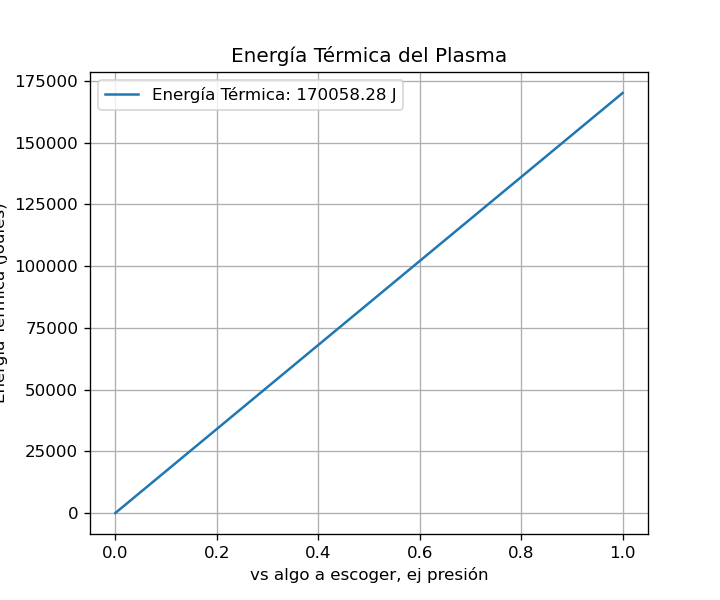 Energía Térmica del Plasma
Energía Térmica: 170058.28 J
175000
150000
125000
100000
75000
50000
25000
0
0.0 0.2 0.4 0.6 0.8 1.0
vs algo a escoger, ej presión